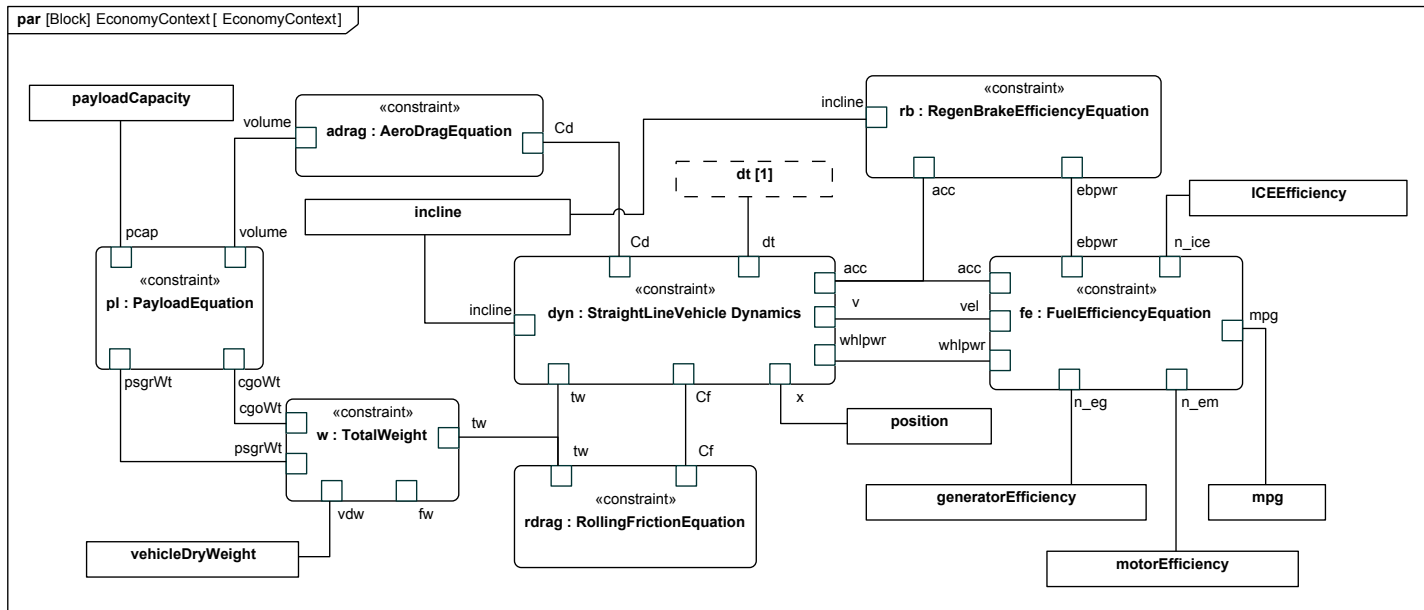 par [Block] EconomyContext [ EconomyContext]
payloadCapacity
pcap
volume
«constraint»
pl : PayloadEquation
psgrWt
cgoWt
volume
«constraint»
adrag : AeroDragEquation
Cd
incline
dt [1]
incline
«constraint»
rb : RegenBrakeEfficiencyEquation
acc
ebpwr
ICEEfficiency
Cd
dt
incline
«constraint»
dyn : StraightLineVehicle Dynamics
acc
v
whlpwr
tw
Cf
x
ebpwr
n_ice
acc
vel
whlpwr
«constraint»
fe : FuelEfficiencyEquation
mpg
n_eg
n_em
cgoWt
psgrWt
«constraint»
w : TotalWeight
tw
vdw
fw
vehicleDryWeight
tw
Cf
«constraint»
rdrag : RollingFrictionEquation
position
generatorEfficiency
mpg
motorEfficiency